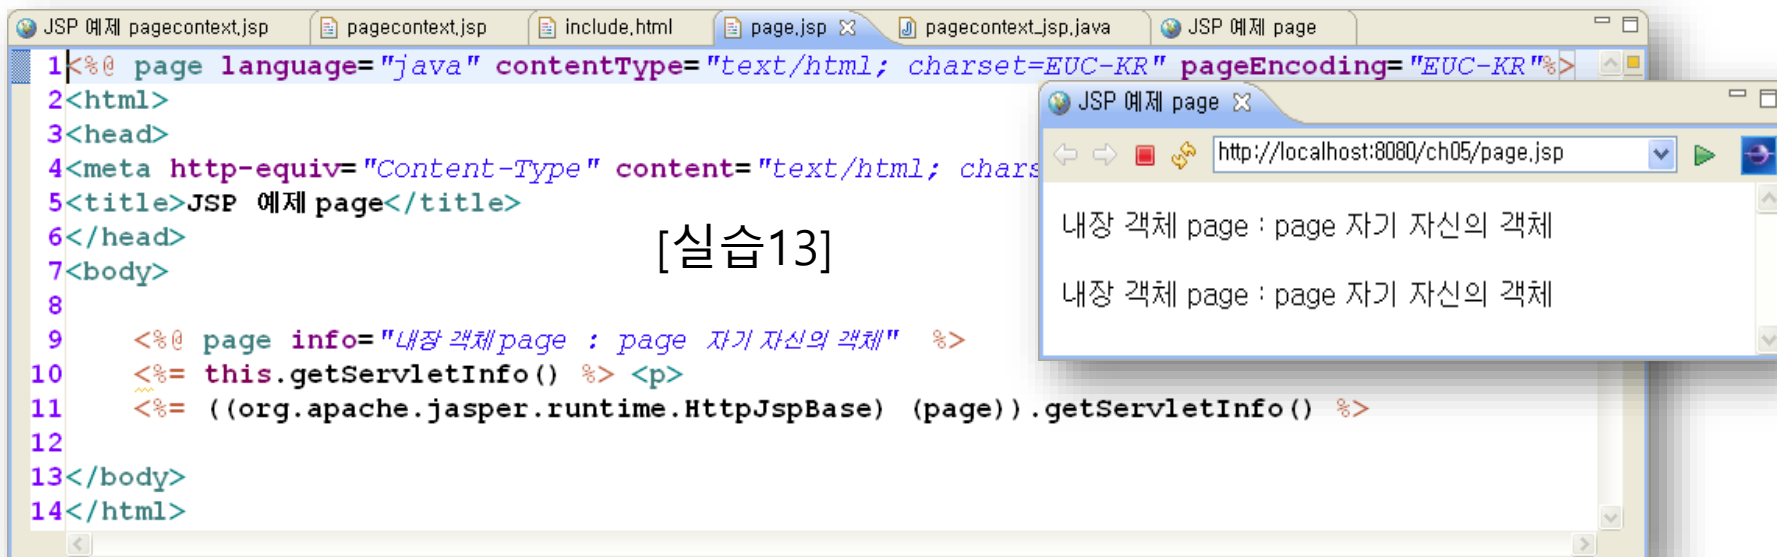 JSP 예제 pagecontext.jsp
pagecontext.jsp
include.html
page.jsp
pagecontext_jsp.java
JSP 예제 page
1<%@ page language="java" contentType="text/html; charset=EUC-KR" pageEncoding="EUC-KR"%>
2<html>
3<head>
4<meta http-equiv="Content-Type" content="text/html; chars
5<title>JSP 예제 page</title>
6</head>
7<body>
8
9 <%@ page info="내장 객체 page : page 자기 자신의 객체" %>
10 <%= this.getServletInfo() %> <p>
11 <%= ((org.apache.jasper.runtime.HttpJspBase) (page)).getServletInfo() %>
12
13</body>
14</html>
[실습13]
JSP 예제 page
http://localhost:8080/ch05/page.jsp
내장 객체 page : page 자기 자신의 객체
내장 객체 page : page 자기 자신의 객체